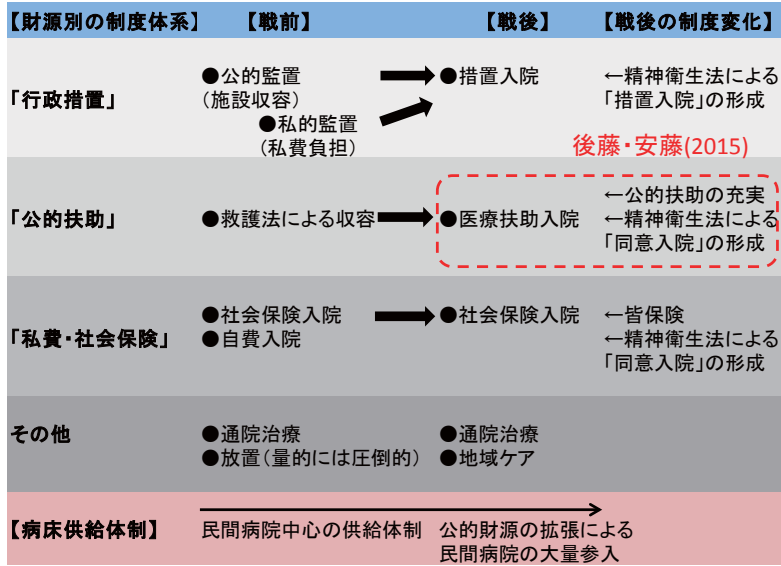 【財源別の制度体系】 【戦前】 【戦後】 【戦後の制度変化】
「行政措置」
●公的監置
(施設収容)
●私的監置
(私費負担)
●措置入院
←精神衛生法による
「措置入院」の形成
後藤・安藤(2015)
「公的扶助」
●救護法による収容
●医療扶助入院
←公的扶助の充実
←精神衛生法による
「同意入院」の形成
「私費・社会保険」
●社会保険入院
●自費入院
●社会保険入院
←皆保険
←精神衛生法による
「同意入院」の形成
その他
●通院治療
●放置(量的には圧倒的)
●通院治療
●地域ケア
【病床供給体制】
民間病院中心の供給体制
公的財源の拡張による
民間病院の大量参入